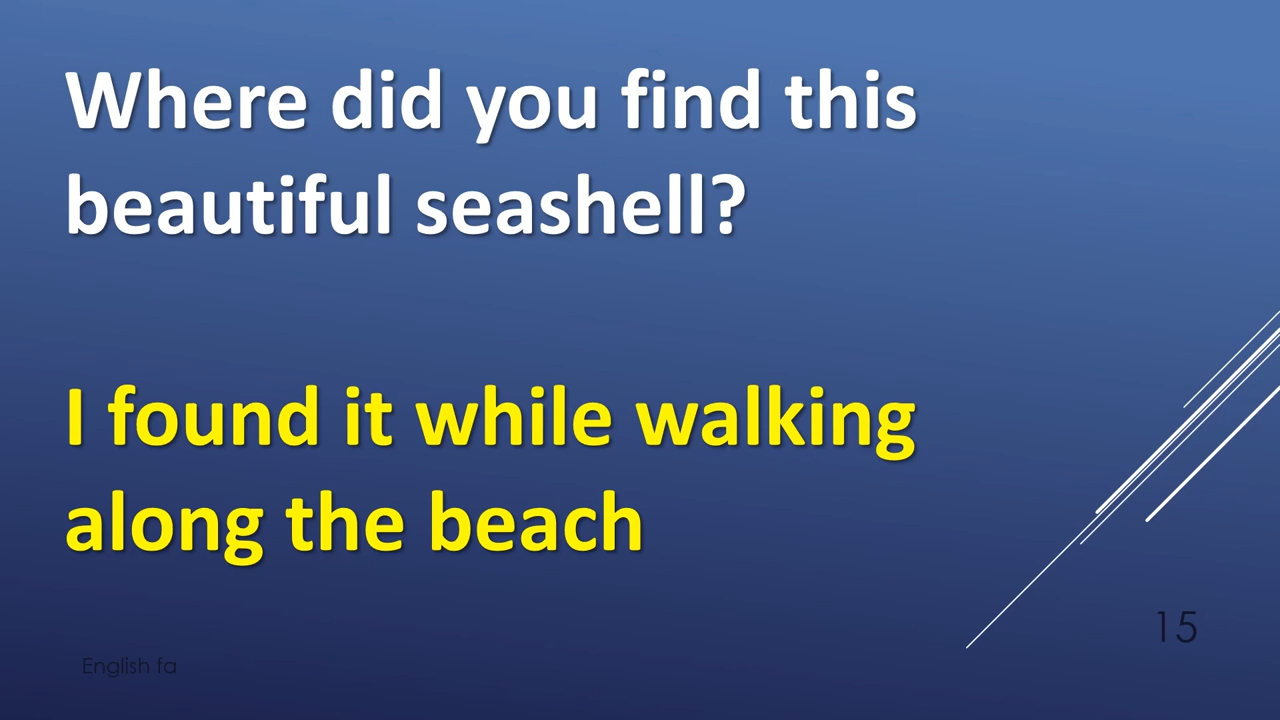 Where did you find this
beautiful seashell?
I found it while walking
along the beach
15
English fa